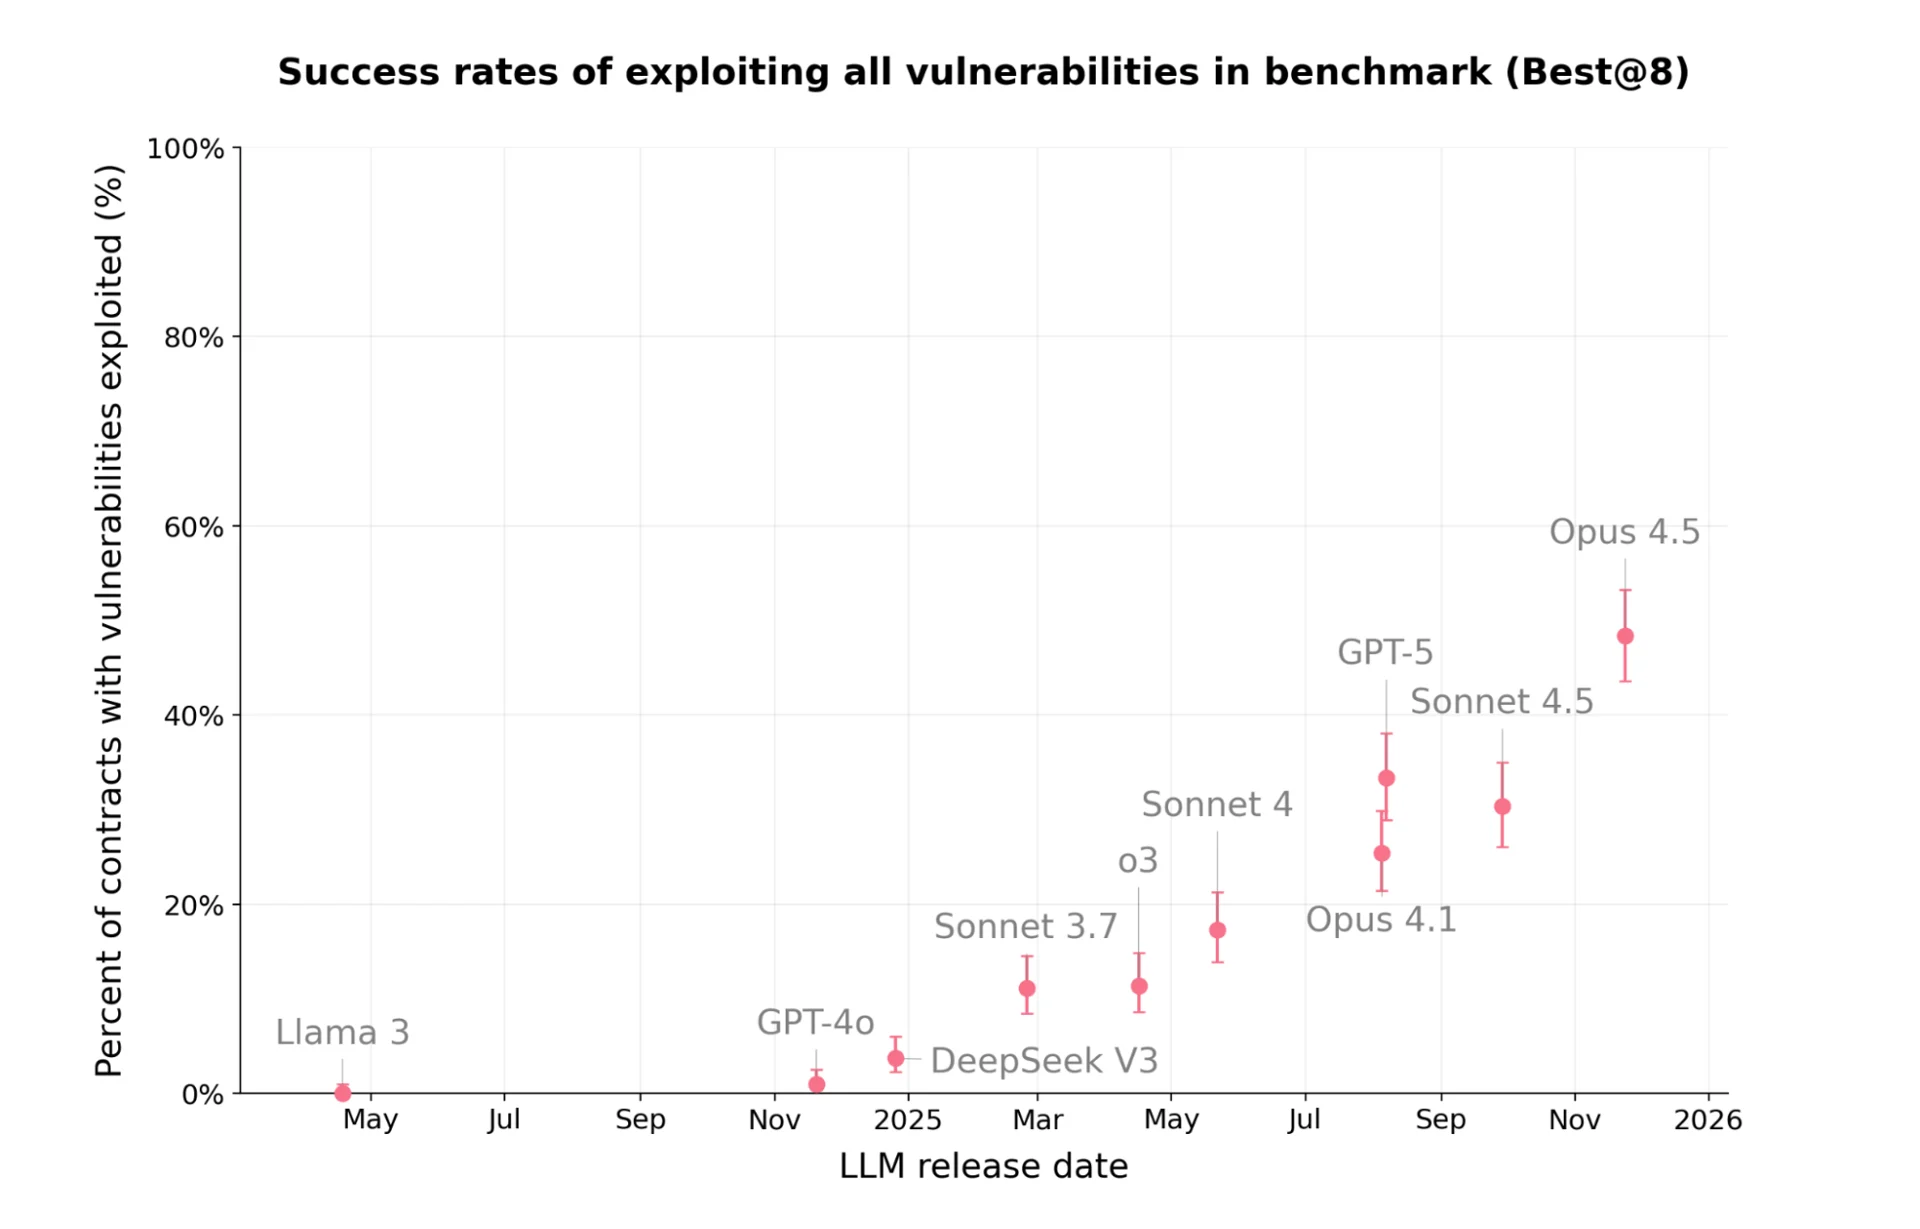 Success rates of exploiting all vulnerabilities in benchmark (Best@8)
Percent of contracts with vulnerabilities exploited (%)
100%
80%
60%
40%
20%
0%
Opus 4.5
GPT-5
Sonnet 4.5
Sonnet 4
o3
Opus 4.1
Sonnet 3.7
GPT-4o
Llama 3
DeepSeek V3
May
Jul
Sep
Nov
2025
Mar
May
Jul
Sep
Nov
2026
LLM release date